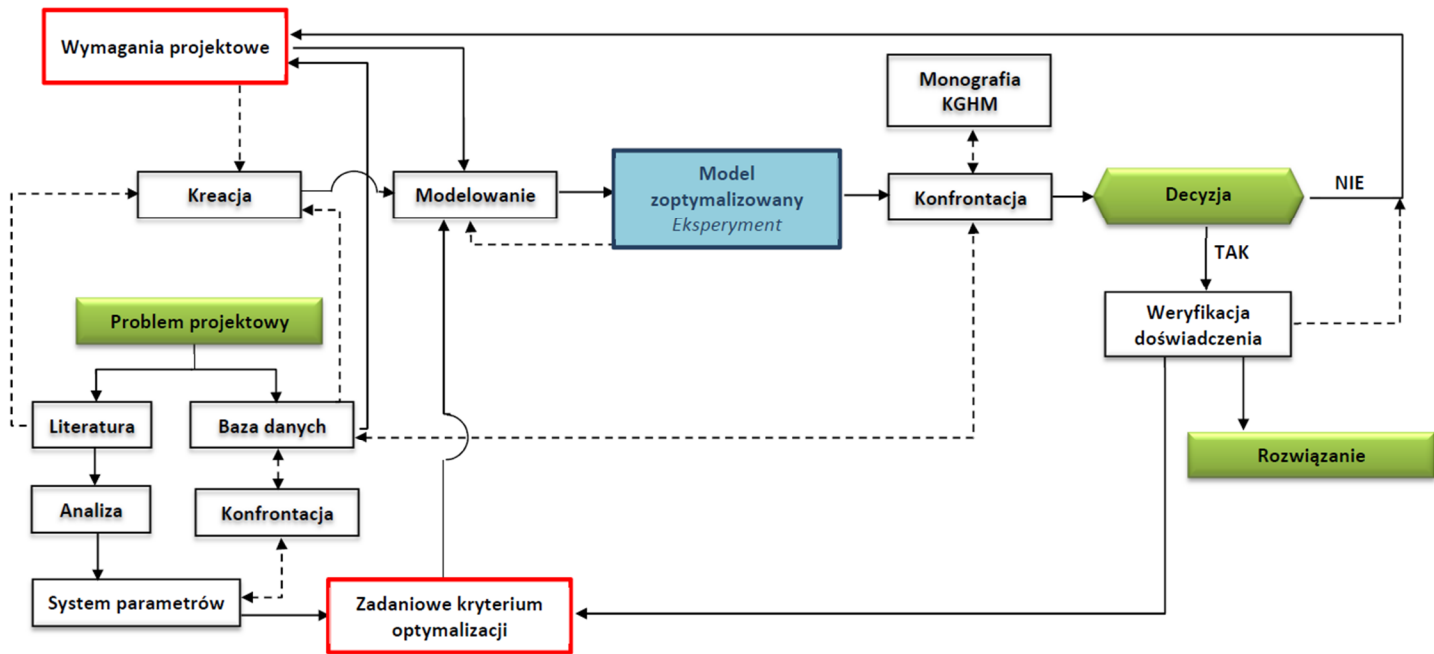 Wymagania projektowe
Monografia
KGHM
Kreacja
Modelowanie
Model
zoptymalizowany
Eksperyment
Konfrontacja
Decyzja
NIE
TAK
Problem projektowy
Weryfikacja
doświadczenia
Literatura
Baza danych
Rozwiązanie
Analiza
Konfrontacja
System parametrów
Zadaniowe kryterium
optymalizacji